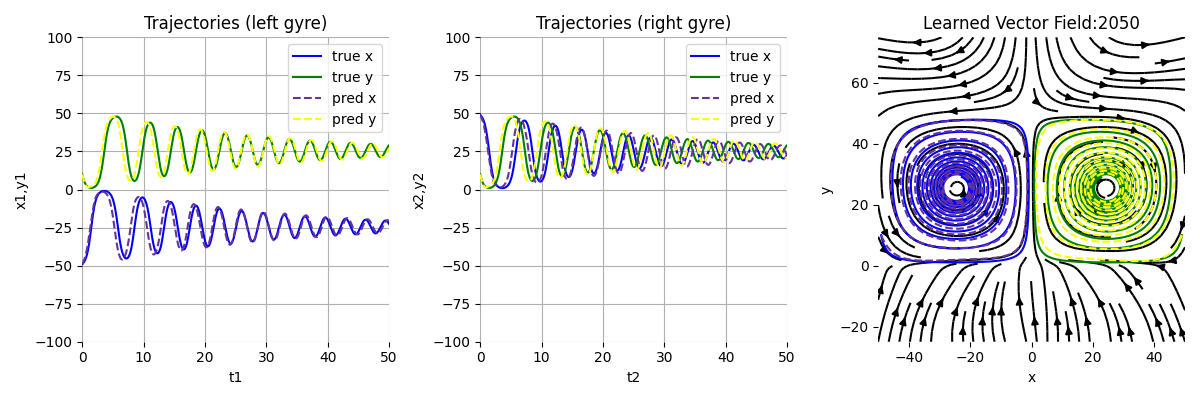 Trajectories (left gyre)
100
75
50
25
0
−25
−50
−75
−100
0 10 20 30 40 50
x1,y1
t1
true x
true y
pred x
pred y
Trajectories (right gyre)
100
75
50
25
0
−25
−50
−75
−100
0 10 20 30 40 50
x2,y2
t2
true x
true y
pred x
pred y
Learned Vector Field:2050
60
40
20
0
−20
−40 −20 0 20 40
y
x